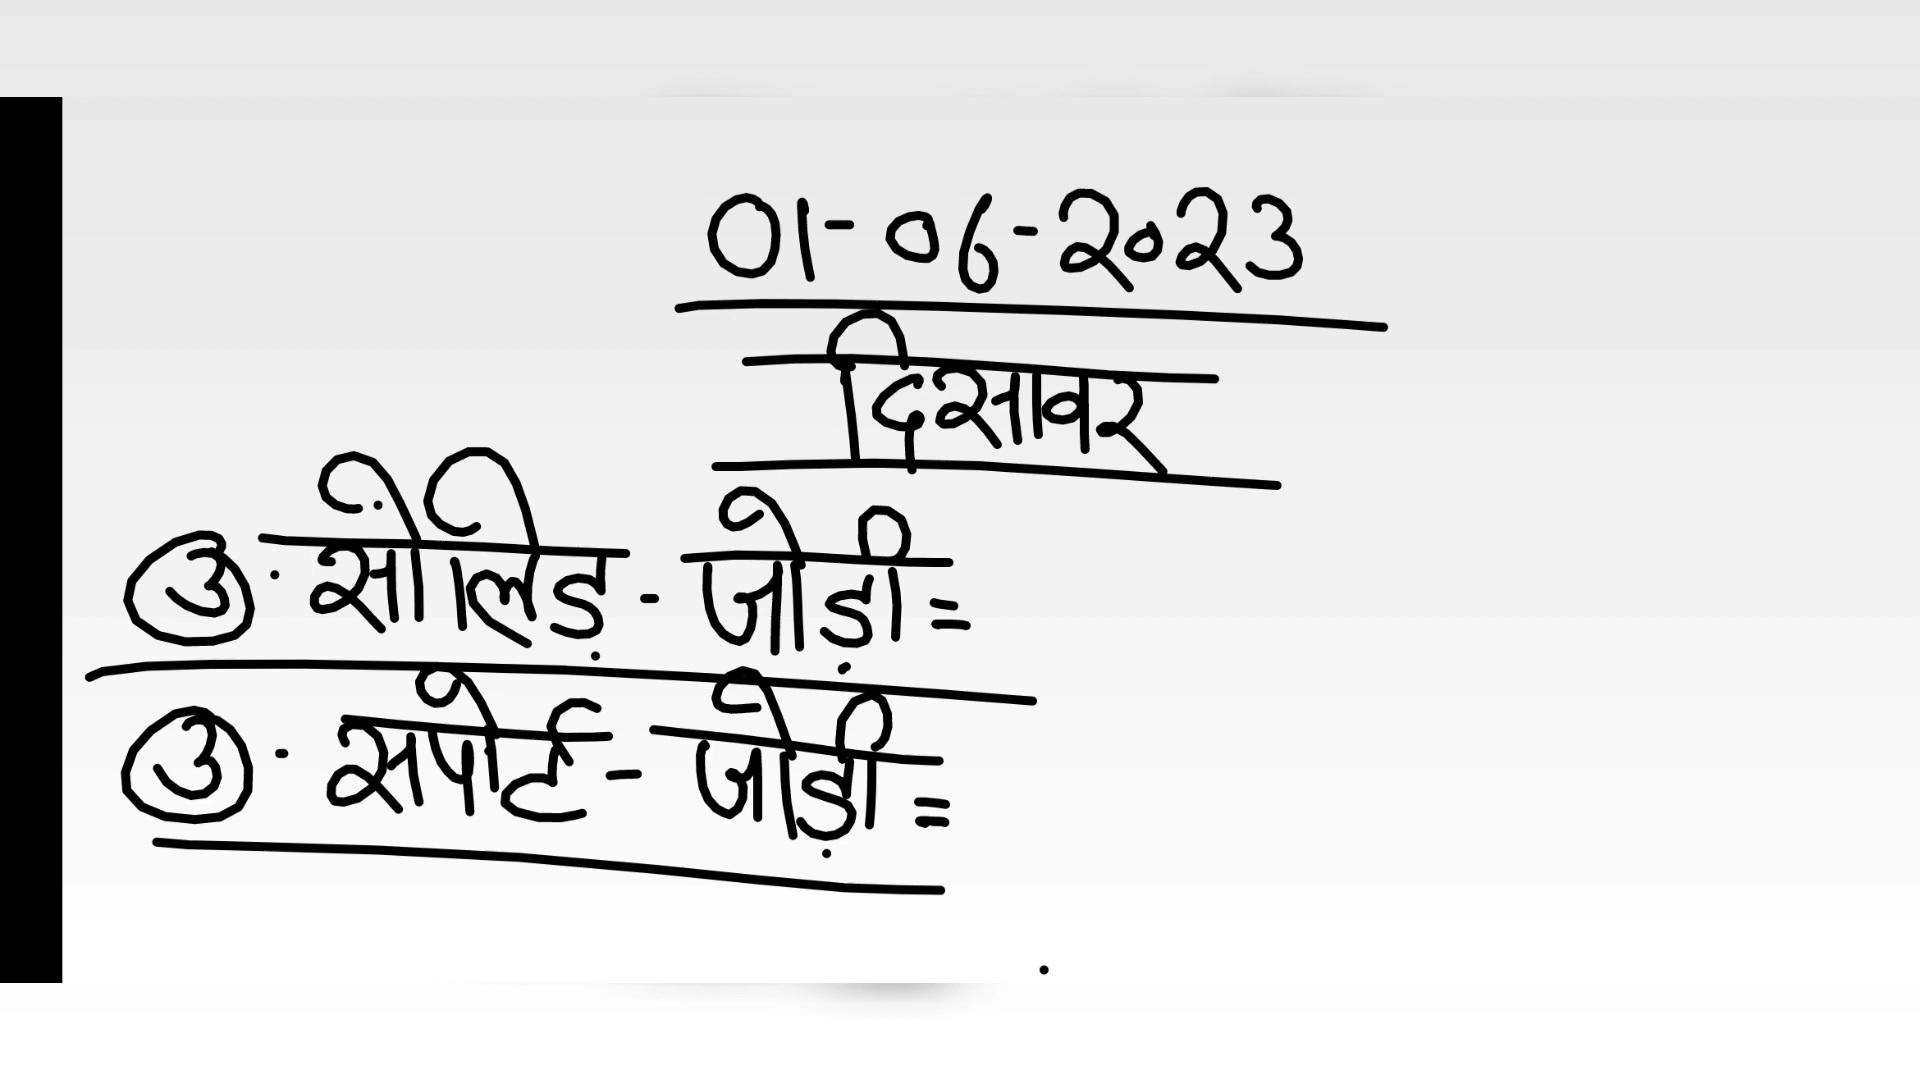 01-06-2023
दिसावर
3. सोलिड़ - जोड़ी =
3. सपोर्ट - जोड़ी =